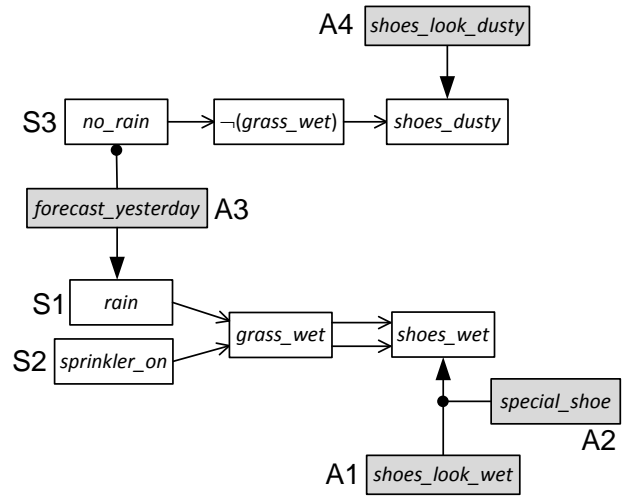 A4 shoes_look_dusty
S3 no_rain ¬(grass_wet) shoes_dusty
forecast_yesterday A3
S1 rain
grass_wet shoes_wet
S2 sprinkler_on
special_shoe
A2
A1 shoes_look_wet